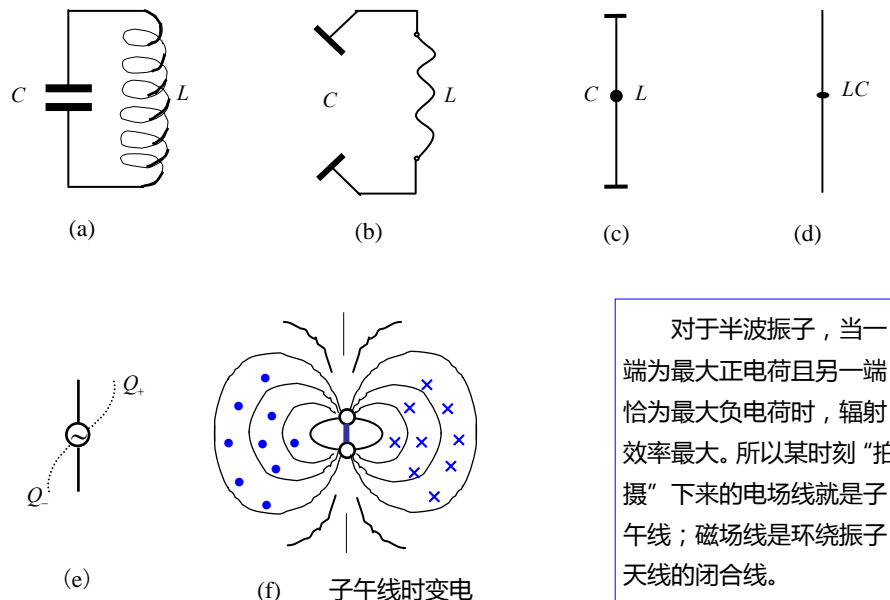 C L
C L
C L
LC
(a)
(b)
(c)
(d)
Q+
~
Q−
(e)
(f) 子午线时变电
对于半波振子，当一
端为最大正电荷且另一端
恰为最大负电荷时，辐射
效率最大。所以某时刻“拍
摄”下来的电场线就是子
午线；磁场线是环绕振子
天线的闭合线。